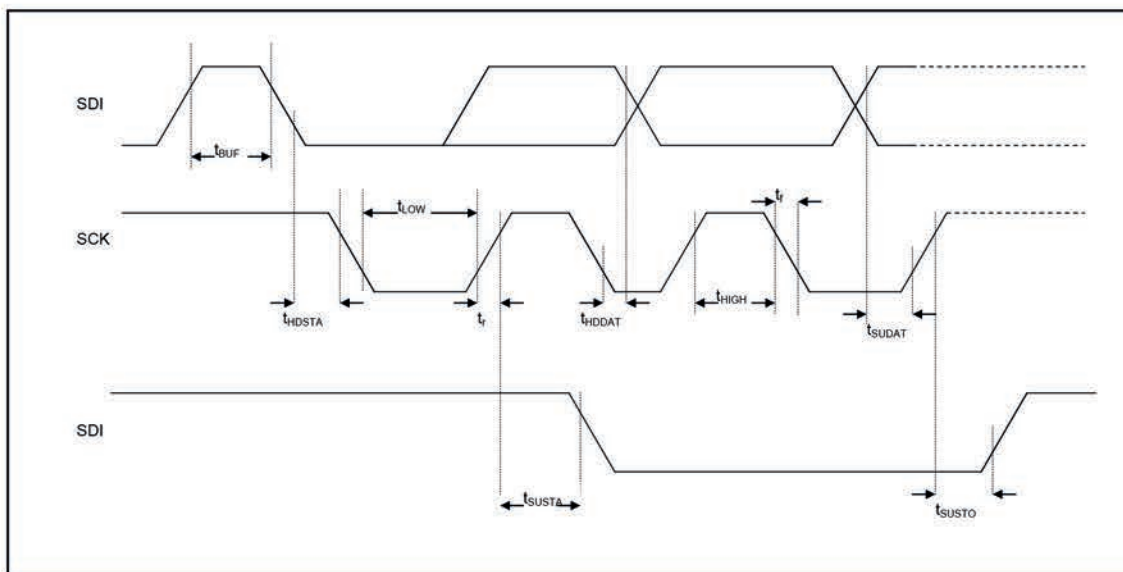 SDI
tBUF
tLOW
tf
SCK
tHDSTA
tr
tHDDAT
tHIGH
tSUDAT
SDI
tSUSTA
tSUSTO